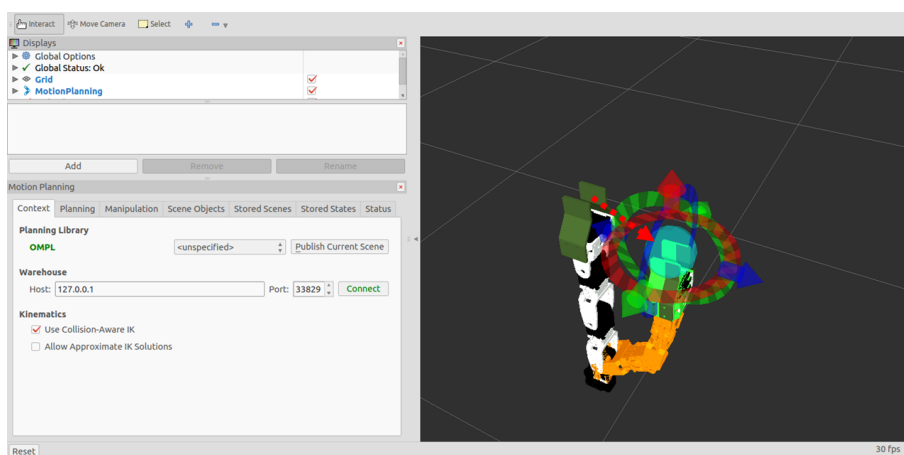 Interact Move Camera Select
Displays
Global Options
Global Status: Ok
Grid
MotionPlanning
Add Remove Rename
Motion Planning
Context Planning Manipulation Scene Objects Stored Scenes Stored States Status
Planning Library
OMPL <unspecified> Publish Current Scene
Warehouse
Host: 127.0.0.1 Port: 33829 Connect
Kinematics
Use Collision-Aware IK
Allow Approximate IK Solutions
Reset 30 fps